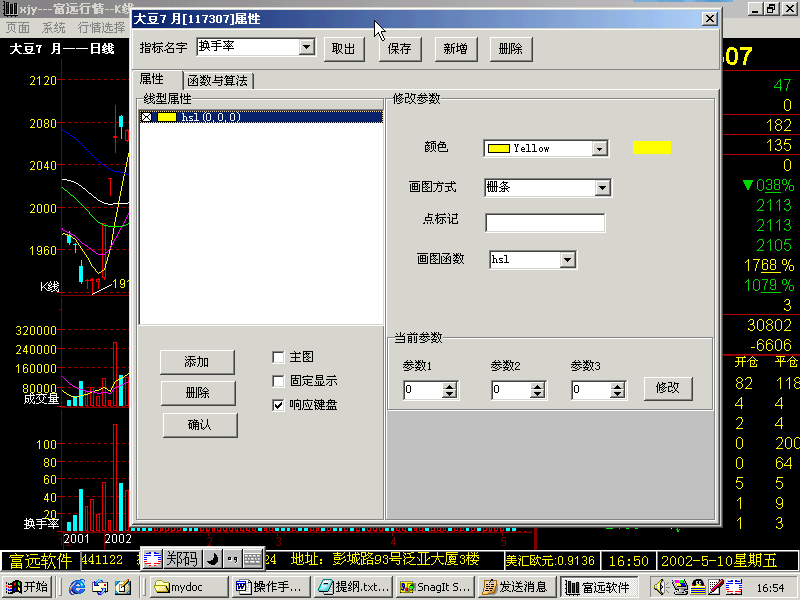 xjy---富远行情--K线
页面 系统 行情选择
大豆7 月[117307]属性
大豆7 月——日线
指标名字 换手率 取出 保存 新增 删除
属性 函数与算法
线型属性
hsl(0,0,0)
修改参数
颜色 Yellow
画图方式 栅条
点标记
画图函数 hsl
当前参数
参数1 参数2 参数3
0 0 0 修改
添加 主图
删除 固定显示
确认 响应键盘
2120
2080
2040
2000
1960
K线
191
320000
240000
160000
80000
成交量
100
80
60
40
20
换手率
2001 2002
2 3 4 5
07
47
0
182
135
0
▼038%
2113
2113
2105
1768 %
1079 %
3
30802
-6606
开仓 平仓
82 118
4 4
2 4
0 200
0 64
5 5
1 9
1 3
富远软件 441122 郑码 24 地址: 彭城路93号泛亚大厦3楼 美汇欧元:0.9136 16:50 2002-5-10星期五
开始 mydoc 操作手... 提纲.txt... SnagIt S... 发送消息 富远软件 16:54